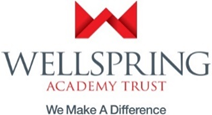 WELLSPRING
ACADEMY TRUST
We Make A Difference